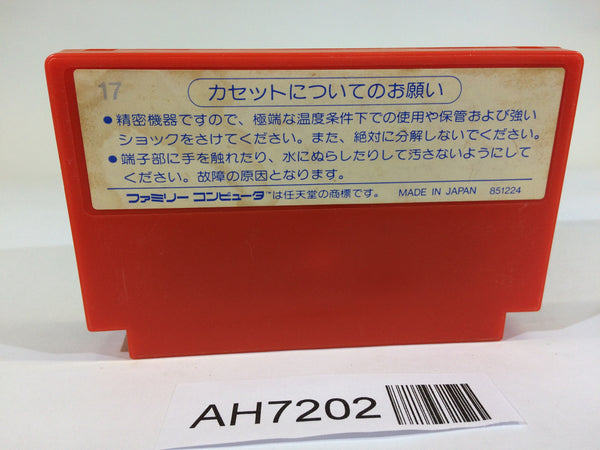 17
カセットについてのお願い
●精密機器ですので、極端な温度条件下での使用や保管および強い
ショックをさけてください。また、絶対に分解しないでください。
●端子部に手を触れたり、水にぬらしたりして汚さないようにして
ください。故障の原因となります。
ファミリー コンピュータ™は任天堂の商標です。 MADE IN JAPAN 851224
AH7202